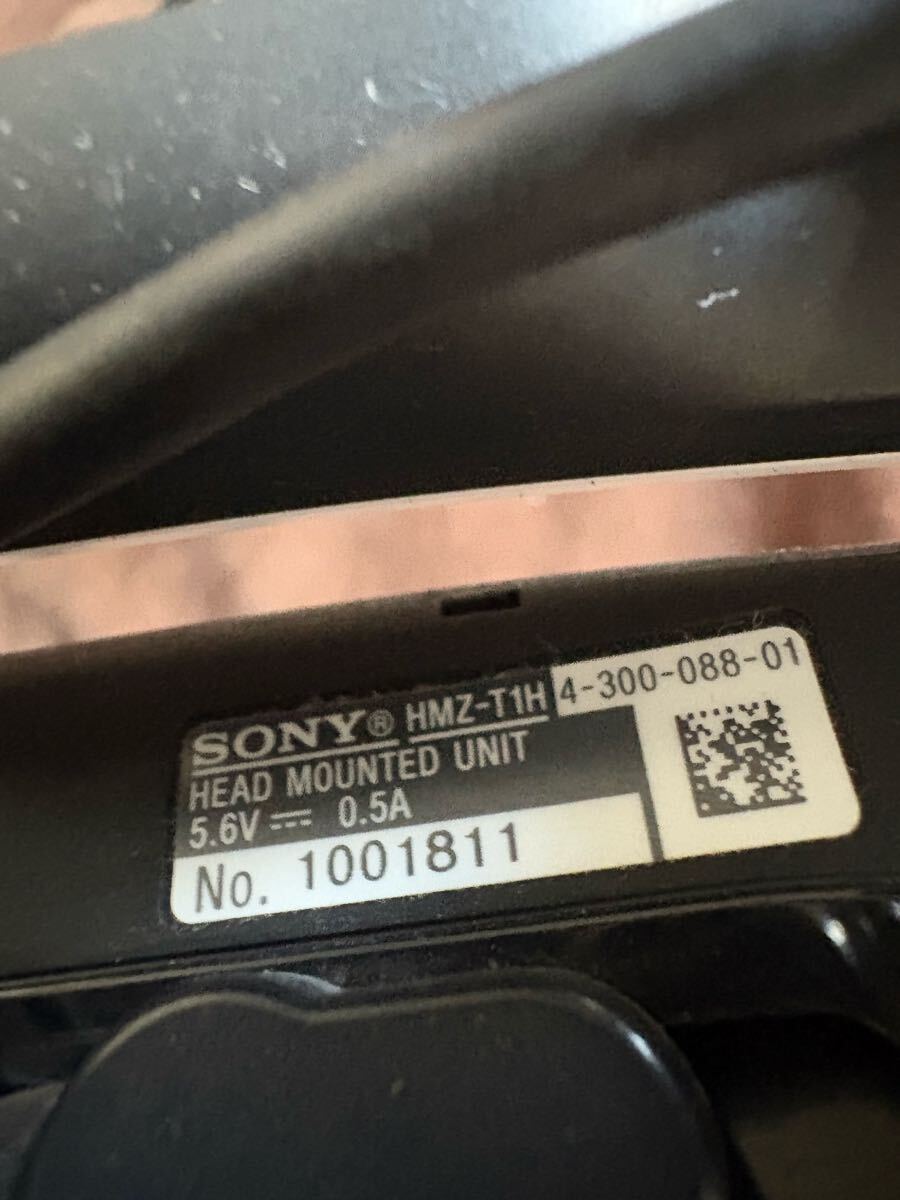 SONY® HMZ-T1H 4-300-088-01
HEAD MOUNTED UNIT
5.6V ⎓ 0.5A
No. 1001811